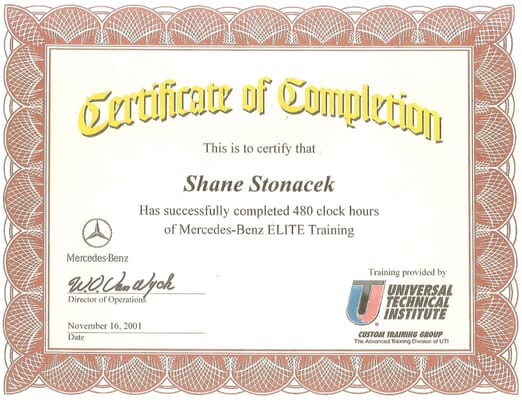 Certificate of Completion
This is to certify that
Shane Stonacek
Has successfully completed 480 clock hours
of Mercedes-Benz ELITE Training
Mercedes-Benz
W.O. Van Wyck
Director of Operations
November 16, 2001
Date
Training provided by
UNIVERSAL
TECHNICAL
INSTITUTE
CUSTOM TRAINING GROUP
The Advanced Training Division of UTI